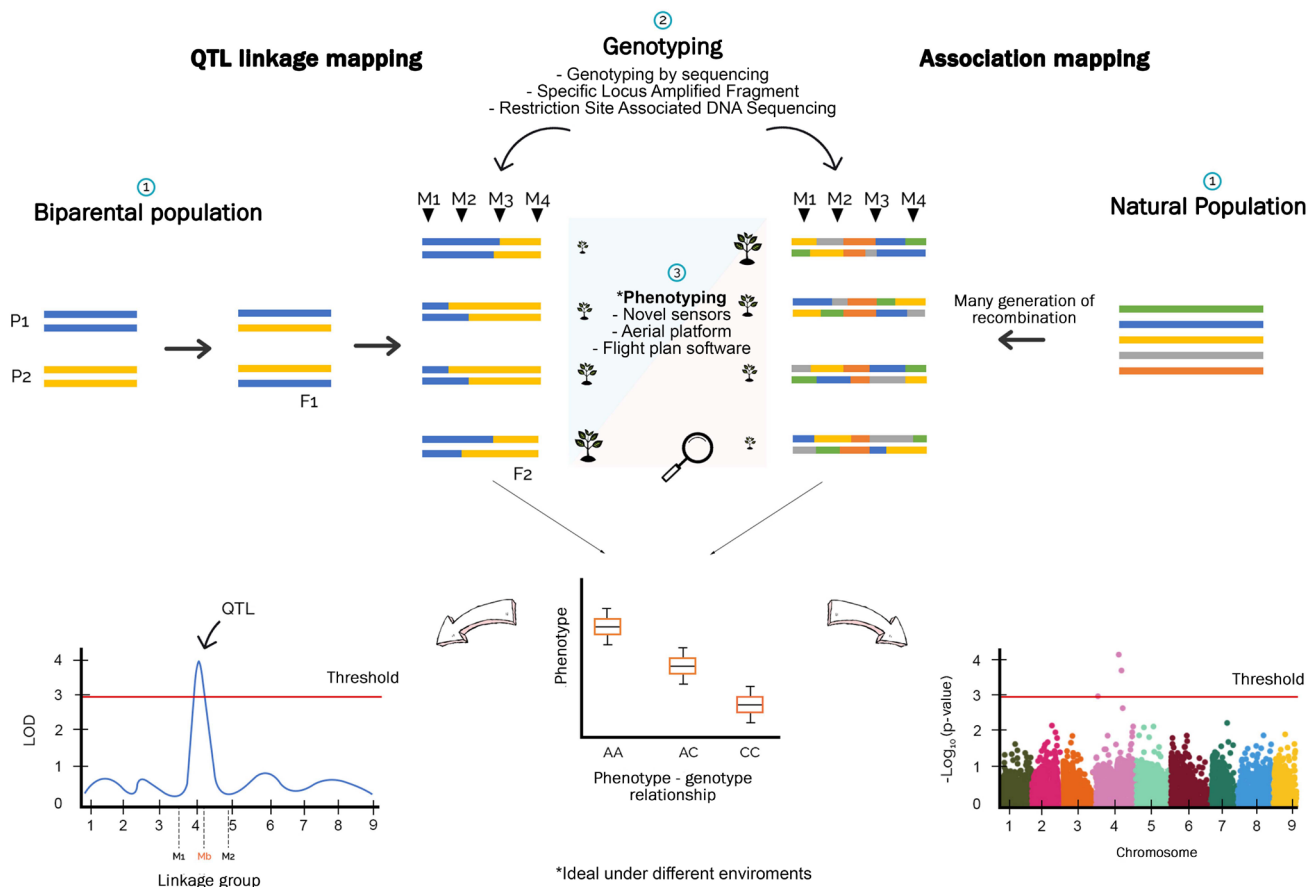 QTL linkage mapping
2
Genotyping
- Genotyping by sequencing
- Specific Locus Amplified Fragment
- Restriction Site Associated DNA Sequencing
Association mapping
1
Biparental population
P1
P2
F1
M1 M2 M3 M4
F2
3
*Phenotyping
- Novel sensors
- Aerial platform
- Flight plan software
M1 M2 M3 M4
1
Natural Population
Many generation of
recombination
QTL
Threshold
LOD
4
3
2
1
0
1 2 3 4 5 6 7 8 9
M1 Mb M2
Linkage group
Phenotype
AA AC CC
Phenotype - genotype
relationship
*Ideal under different enviroments
Threshold
-Log₁₀(p-value)
4
3
2
1
0
1 2 3 4 5 6 7 8 9
Chromosome